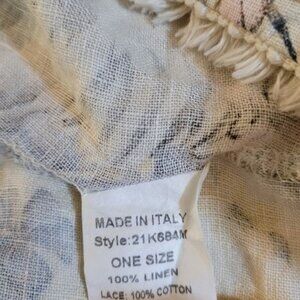 MADE IN ITALY
Style:21K684M
ONE SIZE
100% LINEN
LACE: 100% COTTON